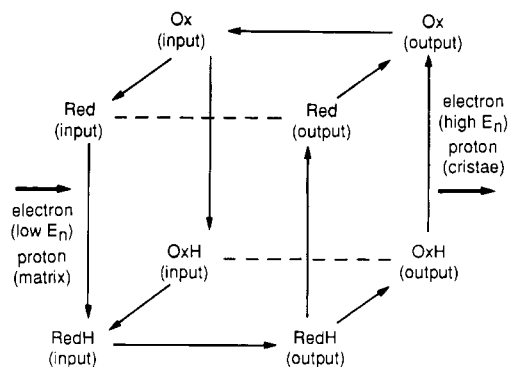 Ox
(input)
Ox
(output)
Red
(input)
Red
(output)
electron
(high En)
proton
(cristae)
electron
(low En)
proton
(matrix)
OxH
(input)
OxH
(output)
RedH
(input)
RedH
(output)